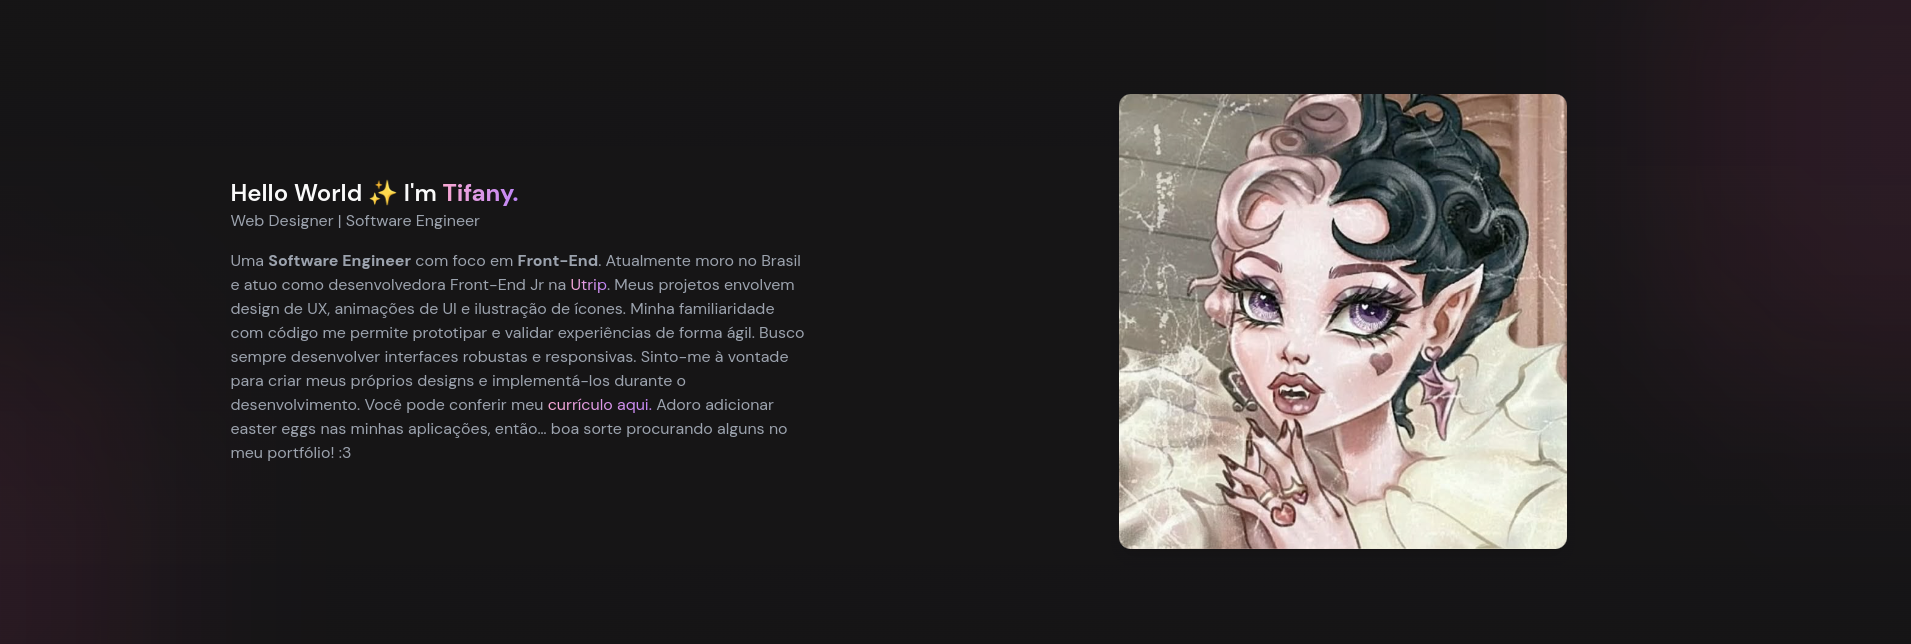 Hello World ✨ I'm Tifany.
Web Designer | Software Engineer
Uma Software Engineer com foco em Front-End. Atualmente moro no Brasil
e atuo como desenvolvedora Front-End Jr na Utrip. Meus projetos envolvem
design de UX, animações de UI e ilustração de ícones. Minha familiaridade
com código me permite prototipar e validar experiências de forma ágil. Busco
sempre desenvolver interfaces robustas e responsivas. Sinto-me à vontade
para criar meus próprios designs e implementá-los durante o
desenvolvimento. Você pode conferir meu currículo aqui. Adoro adicionar
easter eggs nas minhas aplicações, então... boa sorte procurando alguns no
meu portfólio! :3